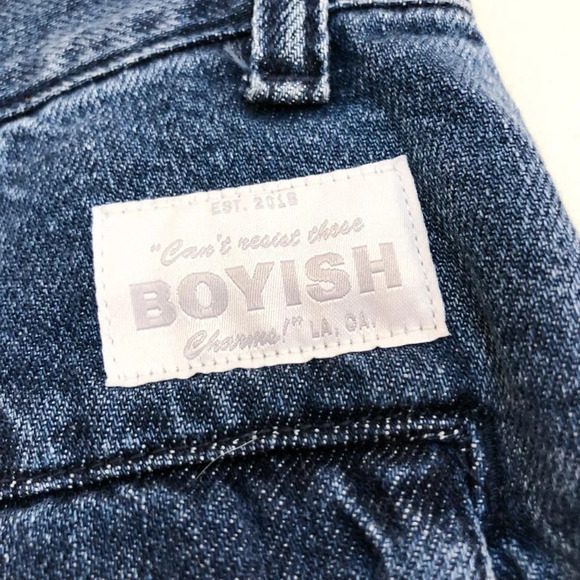 EST. 2018
"Can't resist these
BOYISH
Charms!" LA, CA.